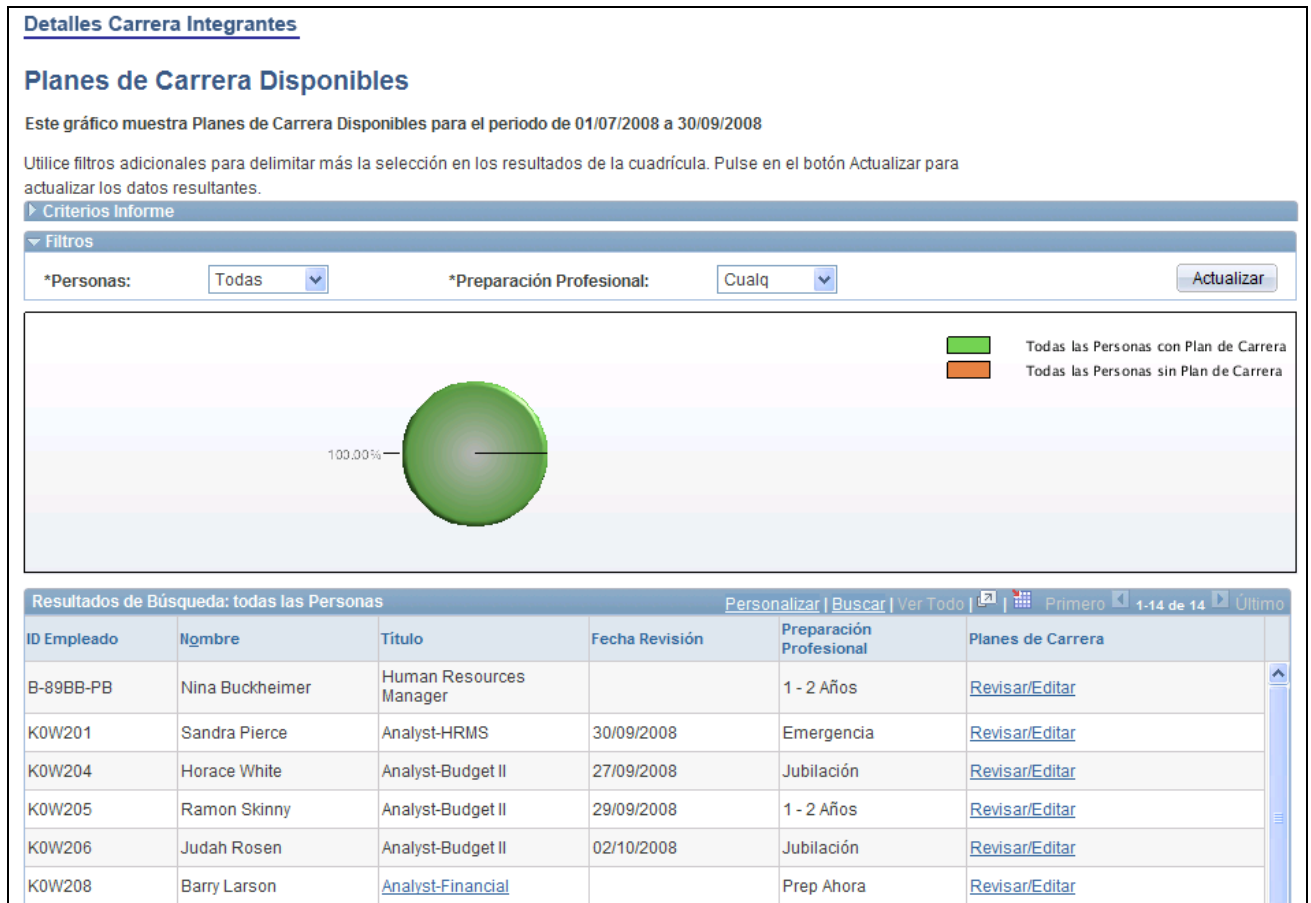 Detalles Carrera Integrantes
Planes de Carrera Disponibles
Este gráfico muestra Planes de Carrera Disponibles para el periodo de 01/07/2008 a 30/09/2008
Utilice filtros adicionales para delimitar más la selección en los resultados de la cuadrícula. Pulse en el botón Actualizar para
actualizar los datos resultantes.
Criterios Informe
Filtros
*Personas: Todas *Preparación Profesional: Cualq Actualizar
Todas las Personas con Plan de Carrera
Todas las Personas sin Plan de Carrera
100.00%
Resultados de Búsqueda: todas las Personas Personalizar | Buscar | Ver Todo | | Primero 1-14 de 14 Último
ID Empleado Nombre Título Fecha Revisión Preparación Profesional Planes de Carrera
B-89BB-PB Nina Buckheimer Human Resources Manager 1 - 2 Años Revisar/Editar
K0W201 Sandra Pierce Analyst-HRMS 30/09/2008 Emergencia Revisar/Editar
K0W204 Horace White Analyst-Budget II 27/09/2008 Jubilación Revisar/Editar
K0W205 Ramon Skinny Analyst-Budget II 29/09/2008 1 - 2 Años Revisar/Editar
K0W206 Judah Rosen Analyst-Budget II 02/10/2008 Jubilación Revisar/Editar
K0W208 Barry Larson Analyst-Financial Prep Ahora Revisar/Editar